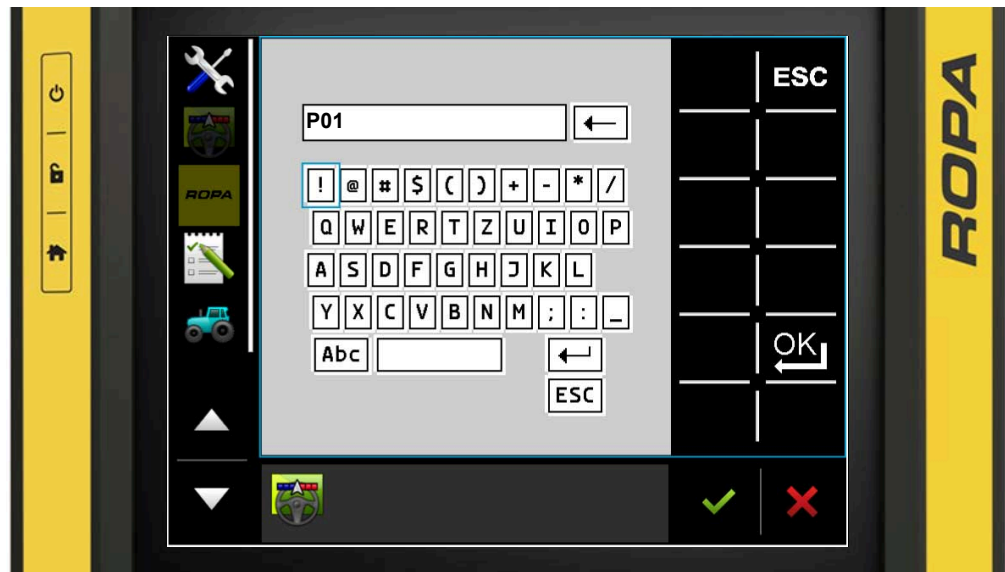 ESC
P01
←
ROPA
! @ # $ ( ) + - * /
Q W E R T Z U I O P
A S D F G H J K L
Y X C V B N M ; : _
Abc
OK
ESC
ROPA